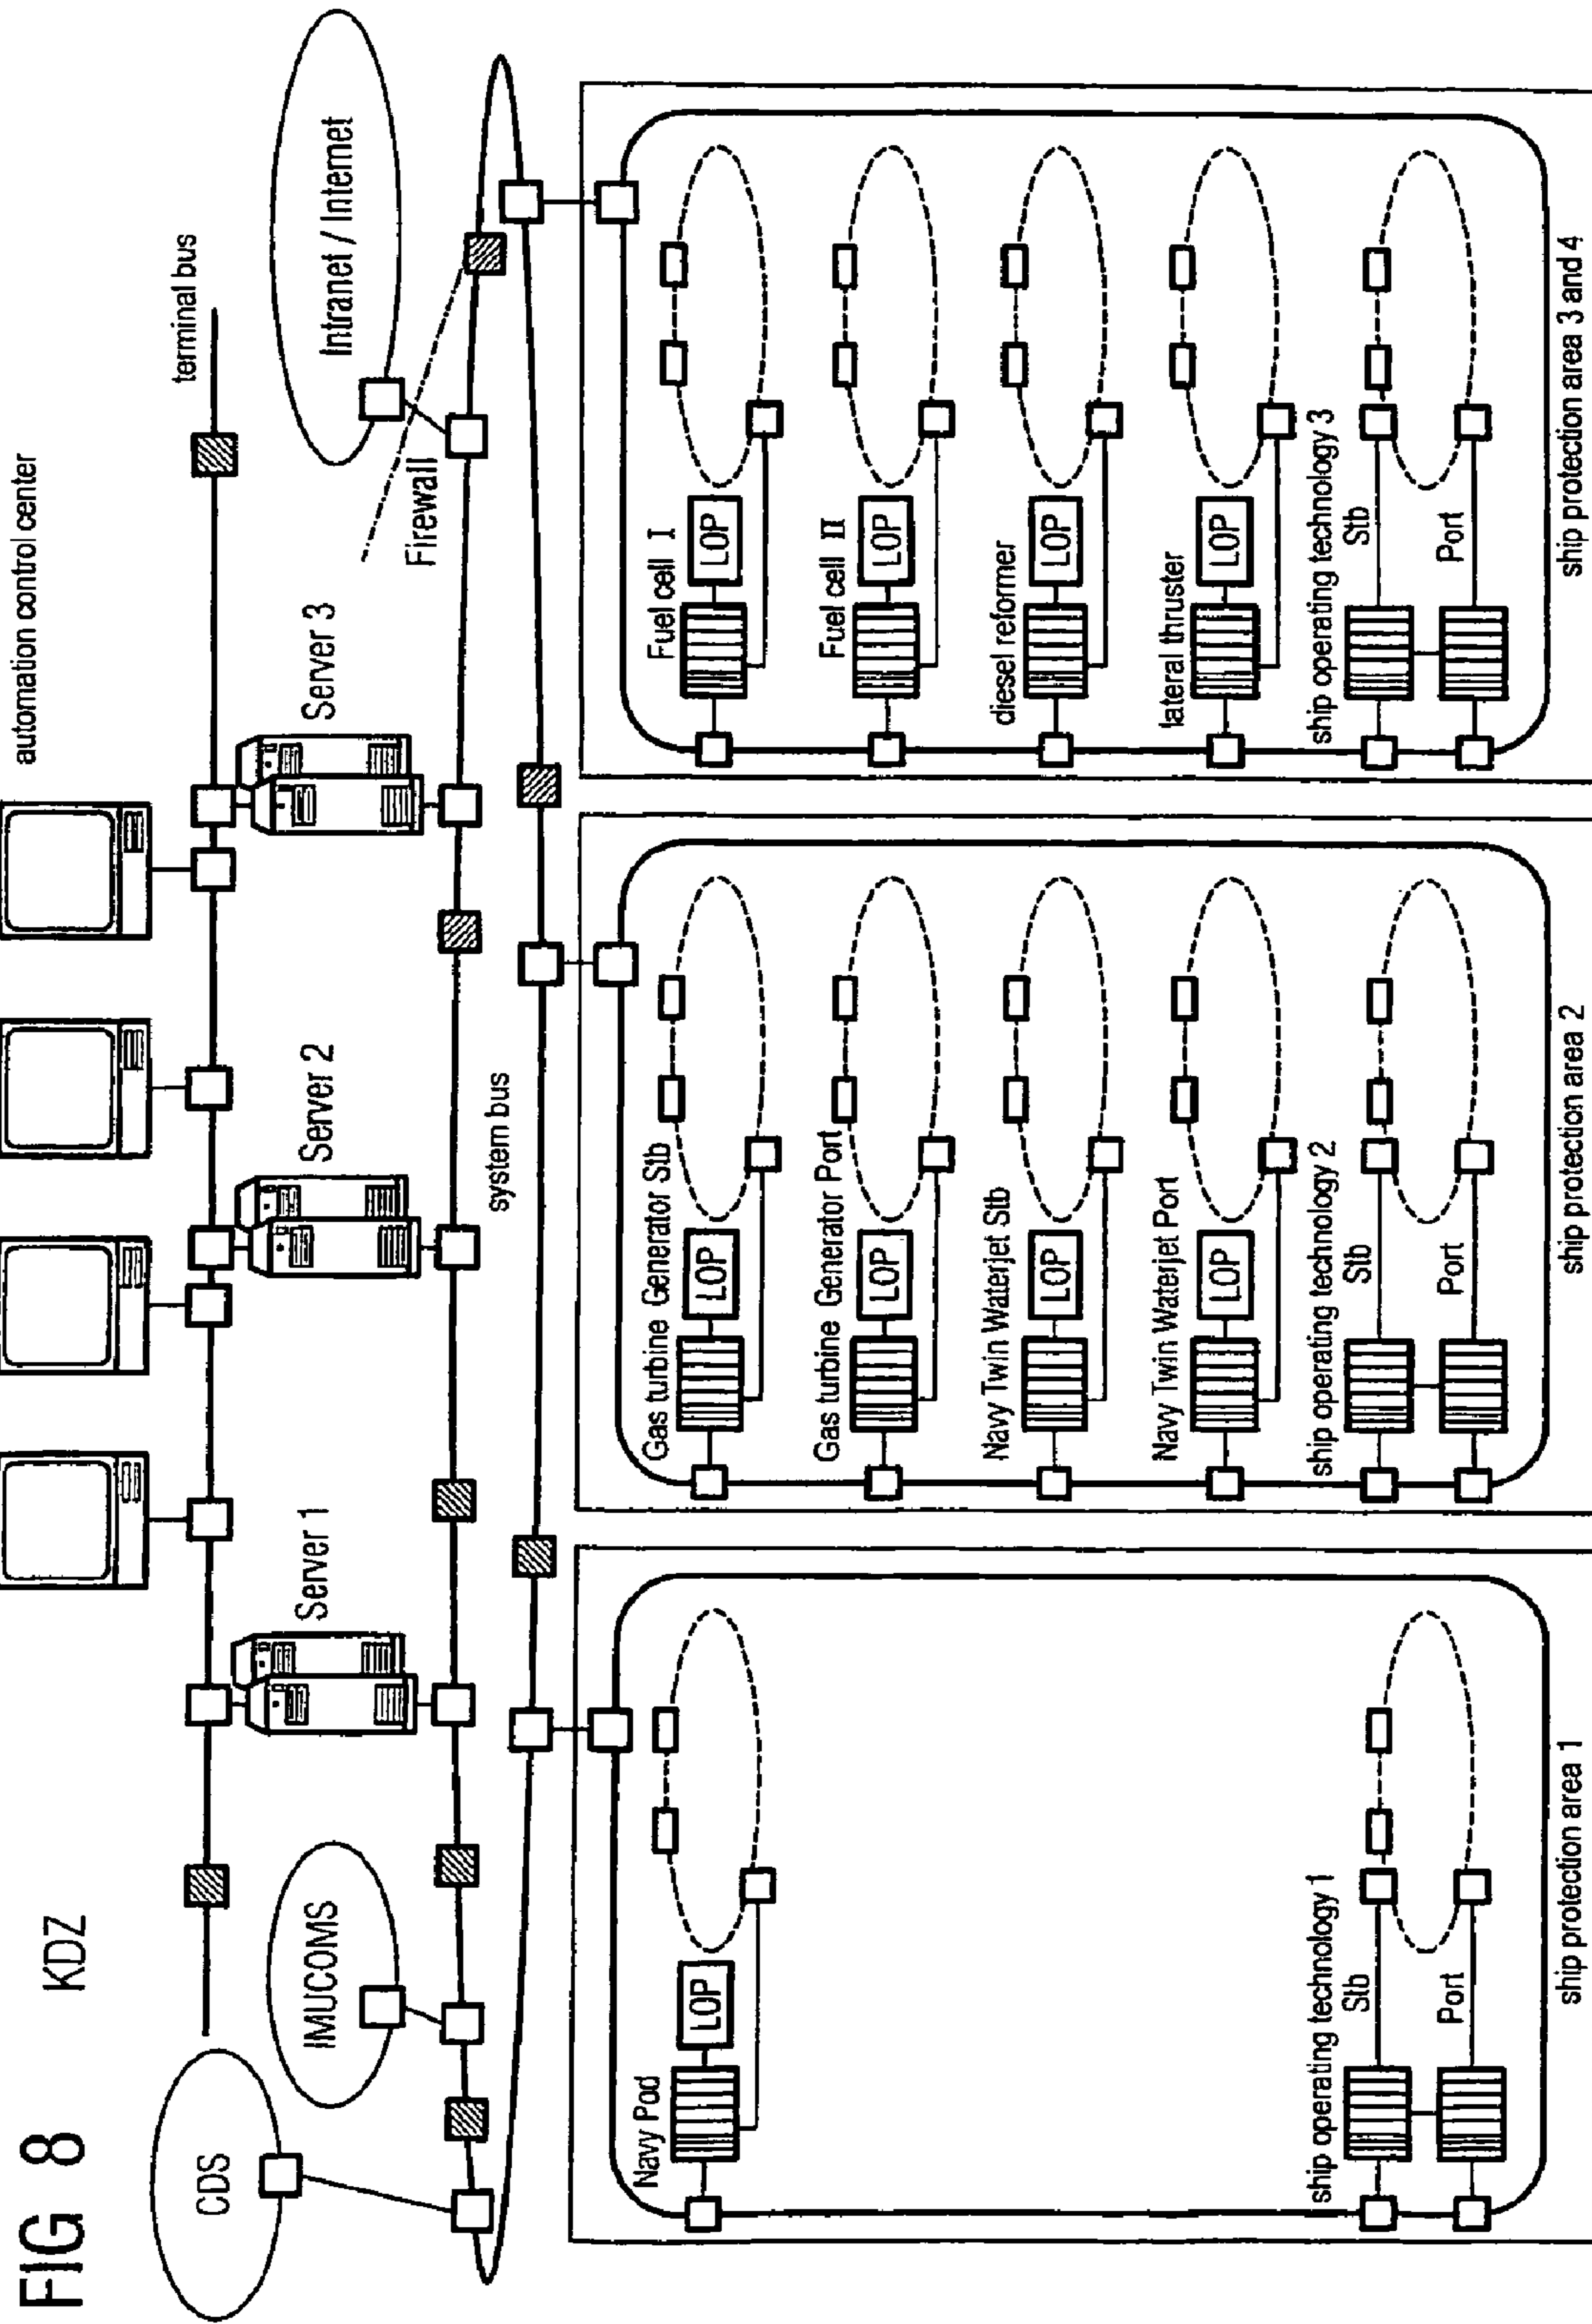 FIG 8
KDZ
automation control center
terminal bus
CDS
IMUCOMS
Server 1
Server 2
Server 3
Intranet / Internet
Firewall
system bus
Navy Pod
LOP
ship operating technology 1
Stb
Port
ship protection area 1
Gas turbine Generator Stb
LOP
Gas turbine Generator Port
LOP
Navy Twin Waterjet Stb
LOP
Navy Twin Waterjet Port
LOP
ship operating technology 2
Stb
Port
ship protection area 2
Fuel cell I
LOP
Fuel cell II
LOP
diesel reformer
LOP
lateral thruster
LOP
ship operating technology 3
Stb
Port
ship protection area 3 and 4